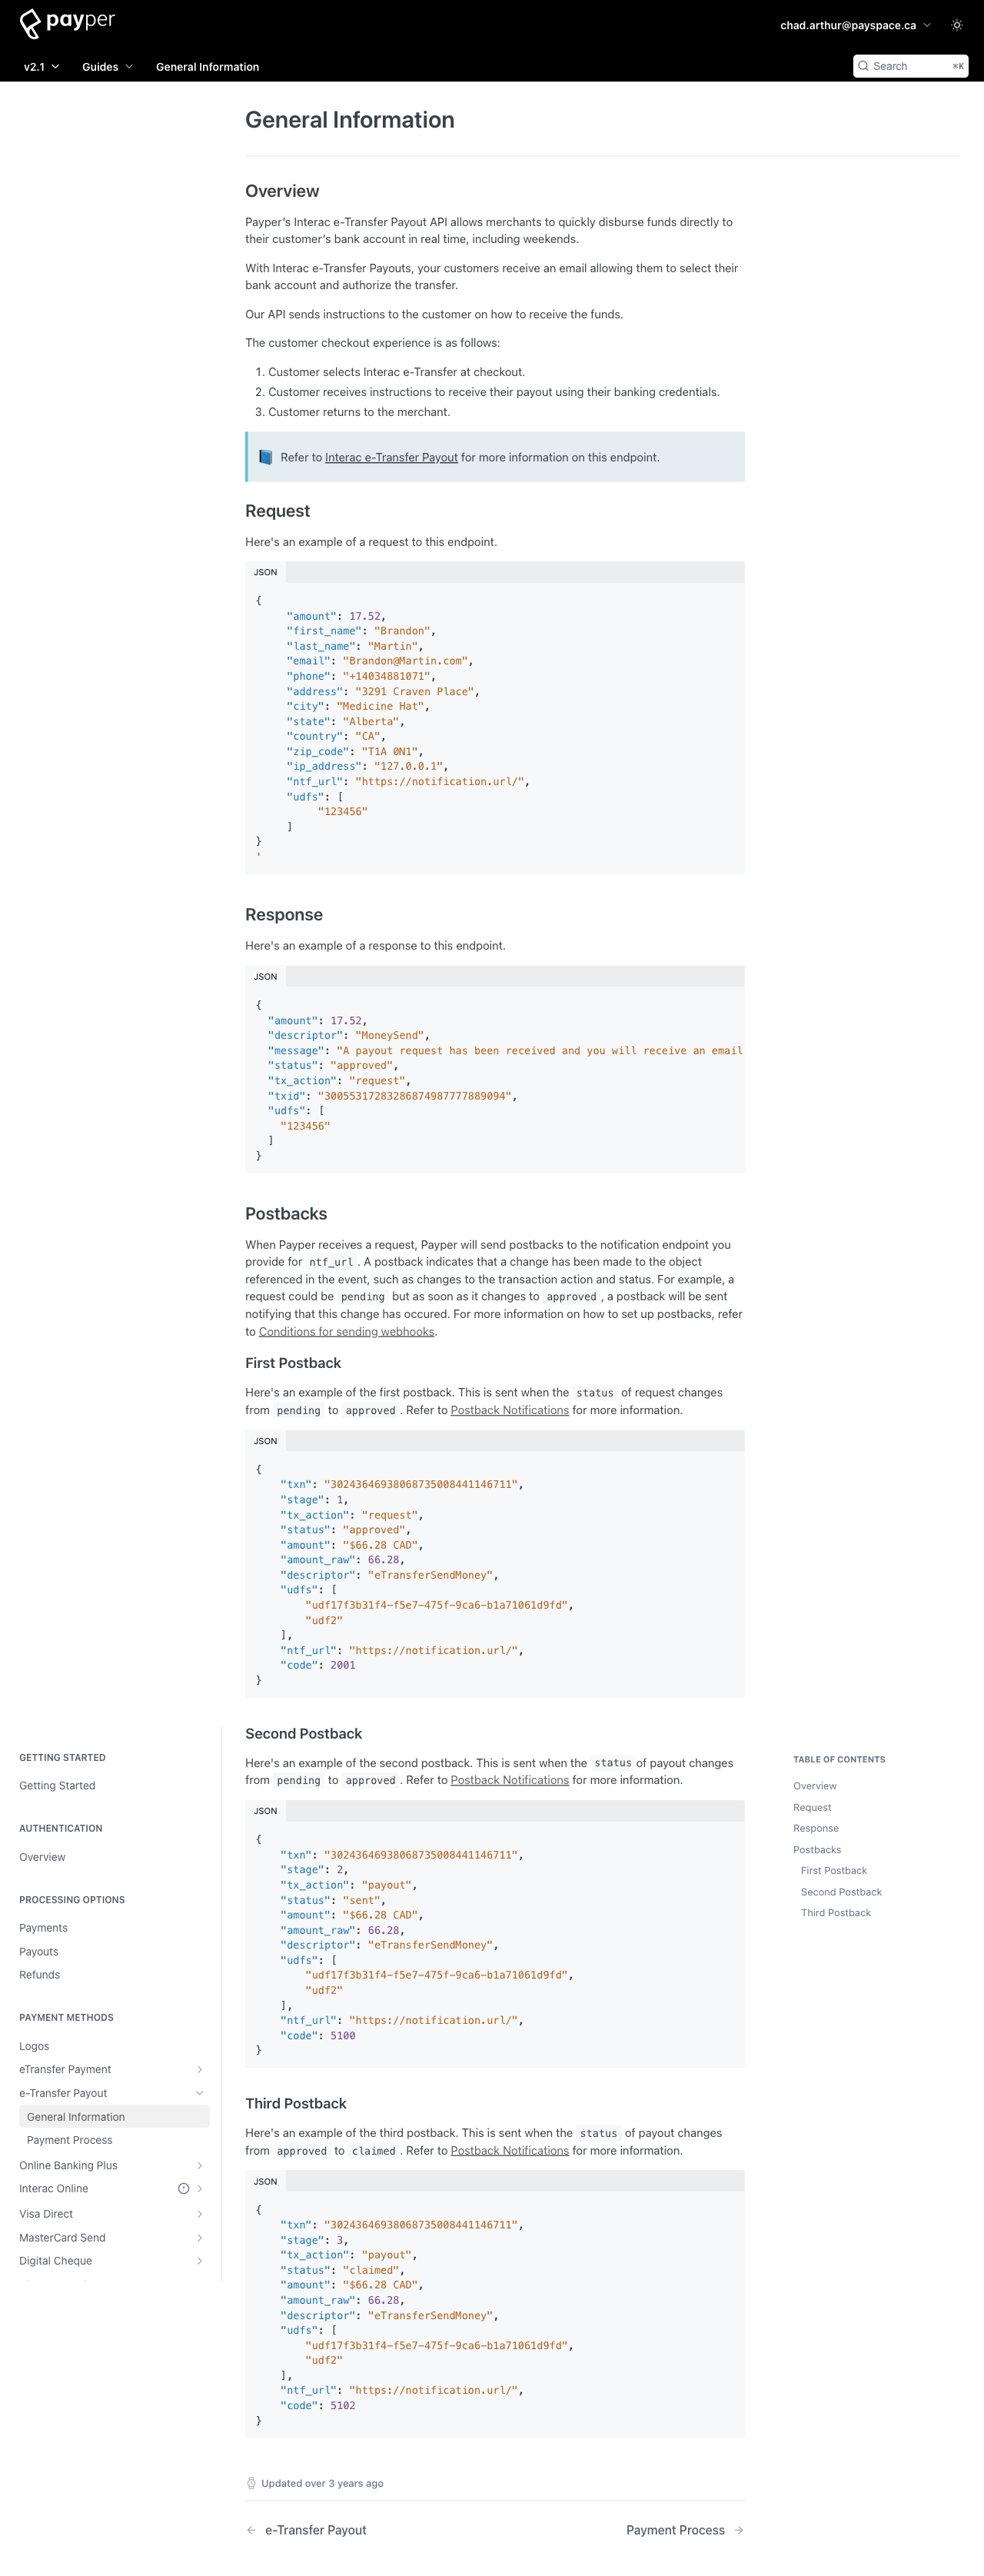 payper
chad.arthur@payspace.ca
v2.1
Guides
General Information
Search
⌘K
General Information
Overview
Payper’s Interac e-Transfer Payout API allows merchants to quickly disburse funds directly to
their customer’s bank account in real time, including weekends.
With Interac e-Transfer Payouts, your customers receive an email allowing them to select their
bank account and authorize the transfer.
Our API sends instructions to the customer on how to receive the funds.
The customer checkout experience is as follows:
1. Customer selects Interac e-Transfer at checkout.
2. Customer receives instructions to receive their payout using their banking credentials.
3. Customer returns to the merchant.
Refer to Interac e-Transfer Payout for more information on this endpoint.
Request
Here's an example of a request to this endpoint.
JSON
{
"amount": 17.52,
"first_name": "Brandon",
"last_name": "Martin",
"email": "Brandon@Martin.com",
"phone": "+14034881071",
"address": "3291 Craven Place",
"city": "Medicine Hat",
"state": "Alberta",
"country": "CA",
"zip_code": "T1A 0N1",
"ip_address": "127.0.0.1",
"ntf_url": "https://notification.url/",
"udfs": [
"123456"
]
}
'
Response
Here's an example of a response to this endpoint.
JSON
{
"amount": 17.52,
"descriptor": "MoneySend",
"message": "A payout request has been received and you will receive an email
"status": "approved",
"tx_action": "request",
"txid": "30055317283286874987777889094",
"udfs": [
"123456"
]
}
Postbacks
When Payper receives a request, Payper will send postbacks to the notification endpoint you
provide for ntf_url . A postback indicates that a change has been made to the object
referenced in the event, such as changes to the transaction action and status. For example, a
request could be pending but as soon as it changes to approved , a postback will be sent
notifying that this change has occured. For more information on how to set up postbacks, refer
to Conditions for sending webhooks.
First Postback
Here's an example of the first postback. This is sent when the status of request changes
from pending to approved . Refer to Postback Notifications for more information.
JSON
{
"txn": "30243646938068735008441146711",
"stage": 1,
"tx_action": "request",
"status": "approved",
"amount": "$66.28 CAD",
"amount_raw": 66.28,
"descriptor": "eTransferSendMoney",
"udfs": [
"udf17f3b31f4-f5e7-475f-9ca6-b1a71061d9fd",
"udf2"
],
"ntf_url": "https://notification.url/",
"code": 2001
}
Second Postback
Here's an example of the second postback. This is sent when the status of payout changes
from pending to approved . Refer to Postback Notifications for more information.
JSON
{
"txn": "30243646938068735008441146711",
"stage": 2,
"tx_action": "payout",
"status": "sent",
"amount": "$66.28 CAD",
"amount_raw": 66.28,
"descriptor": "eTransferSendMoney",
"udfs": [
"udf17f3b31f4-f5e7-475f-9ca6-b1a71061d9fd",
"udf2"
],
"ntf_url": "https://notification.url/",
"code": 5100
}
Third Postback
Here's an example of the third postback. This is sent when the status of payout changes
from approved to claimed . Refer to Postback Notifications for more information.
JSON
{
"txn": "30243646938068735008441146711",
"stage": 3,
"tx_action": "payout",
"status": "claimed",
"amount": "$66.28 CAD",
"amount_raw": 66.28,
"descriptor": "eTransferSendMoney",
"udfs": [
"udf17f3b31f4-f5e7-475f-9ca6-b1a71061d9fd",
"udf2"
],
"ntf_url": "https://notification.url/",
"code": 5102
}
Updated over 3 years ago
e-Transfer Payout
Payment Process
GETTING STARTED
Getting Started
AUTHENTICATION
Overview
PROCESSING OPTIONS
Payments
Payouts
Refunds
PAYMENT METHODS
Logos
eTransfer Payment
e-Transfer Payout
General Information
Payment Process
Online Banking Plus
Interac Online
Visa Direct
MasterCard Send
Digital Cheque
TABLE OF CONTENTS
Overview
Request
Response
Postbacks
First Postback
Second Postback
Third Postback